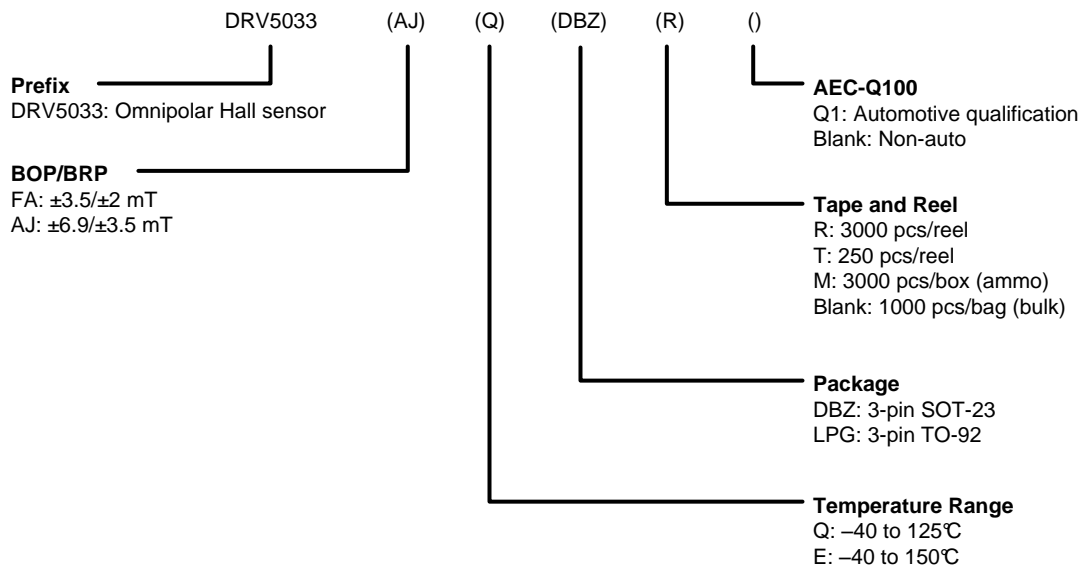 DRV5033 (AJ) (Q) (DBZ) (R) ()
Prefix
DRV5033: Omnipolar Hall sensor
BOP/BRP
FA: ±3.5/±2 mT
AJ: ±6.9/±3.5 mT
AEC-Q100
Q1: Automotive qualification
Blank: Non-auto
Tape and Reel
R: 3000 pcs/reel
T: 250 pcs/reel
M: 3000 pcs/box (ammo)
Blank: 1000 pcs/bag (bulk)
Package
DBZ: 3-pin SOT-23
LPG: 3-pin TO-92
Temperature Range
Q: –40 to 125°C
E: –40 to 150°C